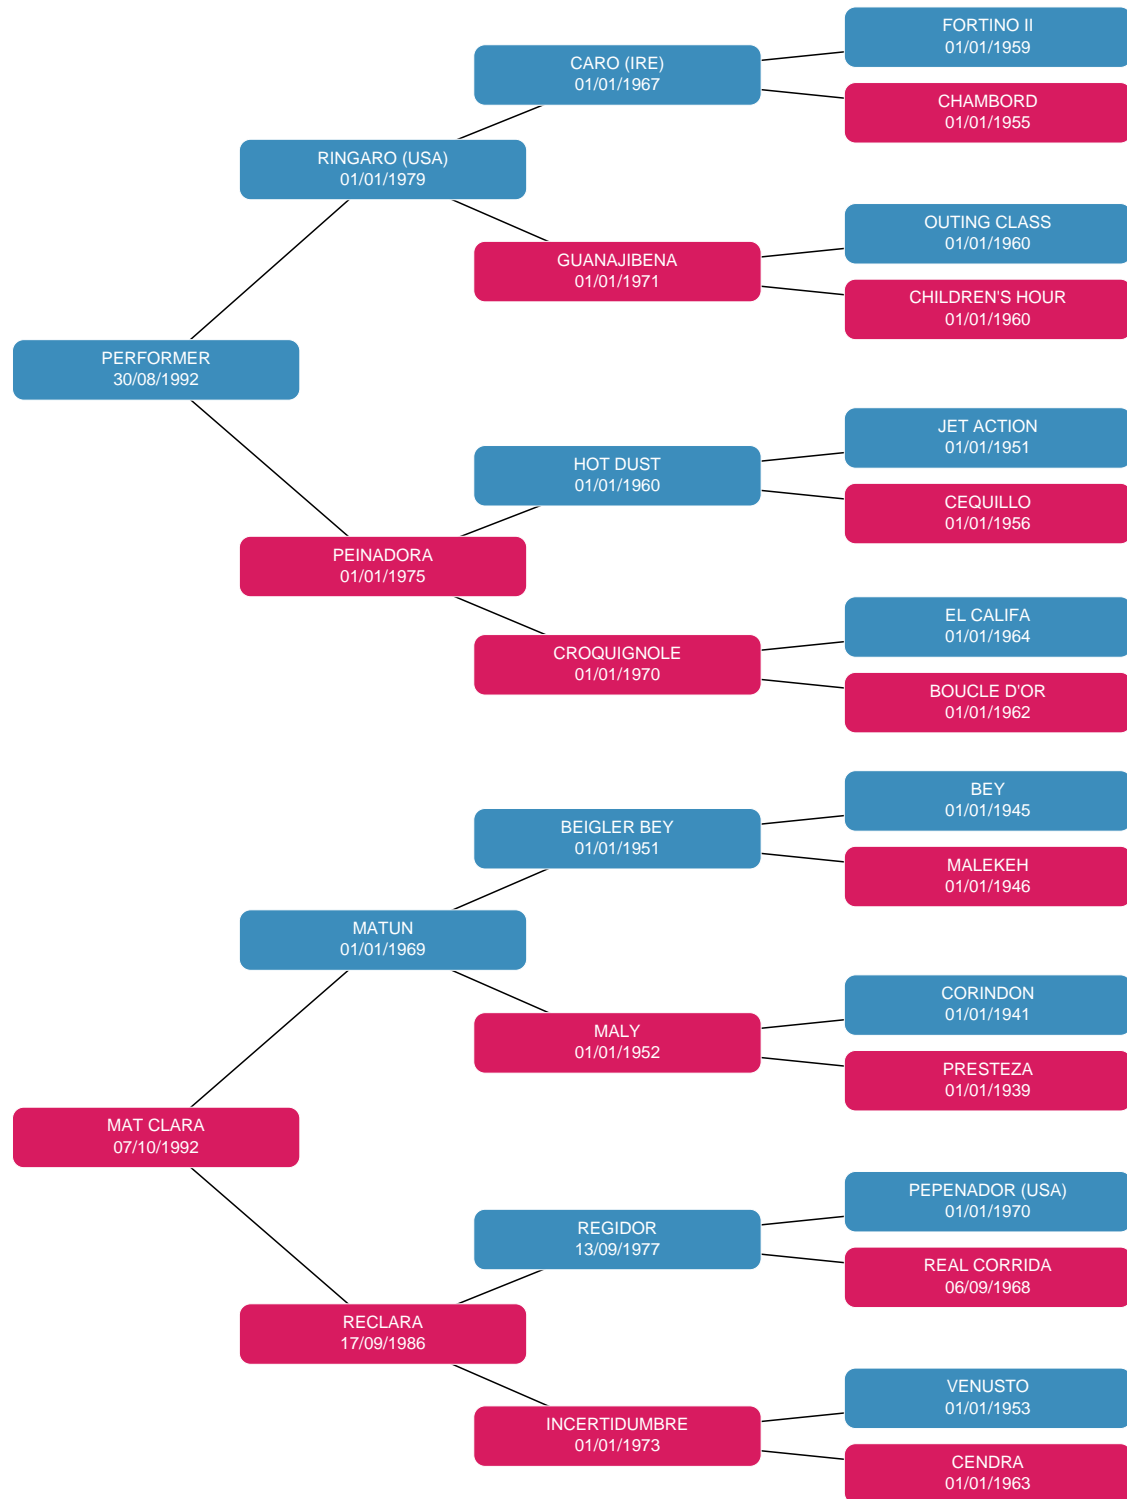 FORTINO II
01/01/1959
CARO (IRE)
01/01/1967
CHAMBORD
01/01/1955
RINGARO (USA)
01/01/1979
OUTING CLASS
01/01/1960
GUANAJIBENA
01/01/1971
CHILDREN'S HOUR
01/01/1960
PERFORMER
30/08/1992
JET ACTION
01/01/1951
HOT DUST
01/01/1960
CEQUILLO
01/01/1956
PEINADORA
01/01/1975
EL CALIFA
01/01/1964
CROQUIGNOLE
01/01/1970
BOUCLE D'OR
01/01/1962
BEY
01/01/1945
BEIGLER BEY
01/01/1951
MALEKEH
01/01/1946
MATUN
01/01/1969
CORINDON
01/01/1941
MALY
01/01/1952
PRESTEZA
01/01/1939
MAT CLARA
07/10/1992
PEPENADOR (USA)
01/01/1970
REGIDOR
13/09/1977
REAL CORRIDA
06/09/1968
RECLARA
17/09/1986
VENUSTO
01/01/1953
INCERTIDUMBRE
01/01/1973
CENDRA
01/01/1963